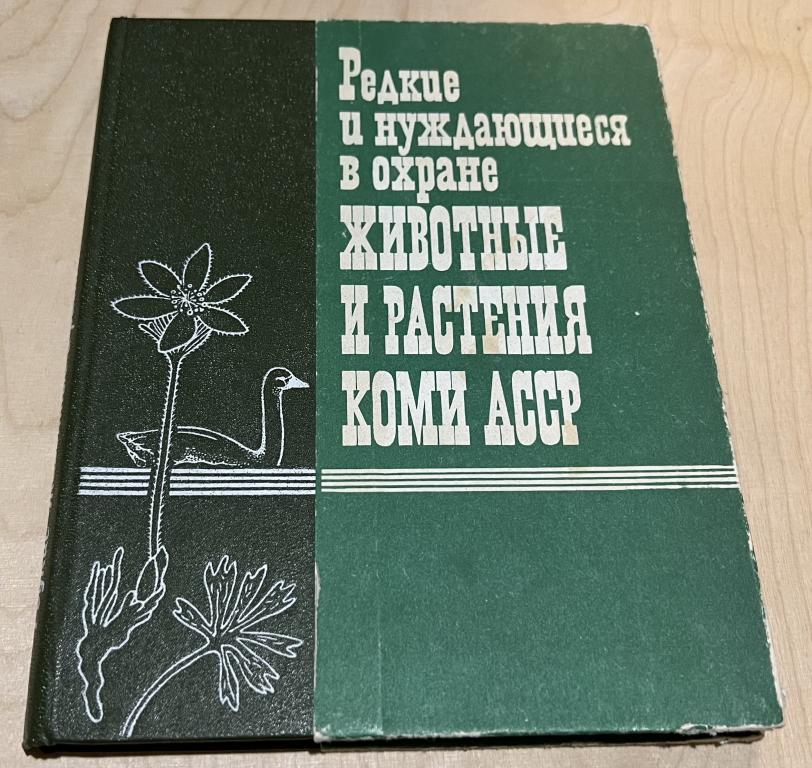 Редкие
и нуждающиеся
в охране
ЖИВОТНЫЕ
И РАСТЕНИЯ
КОМИ АССР